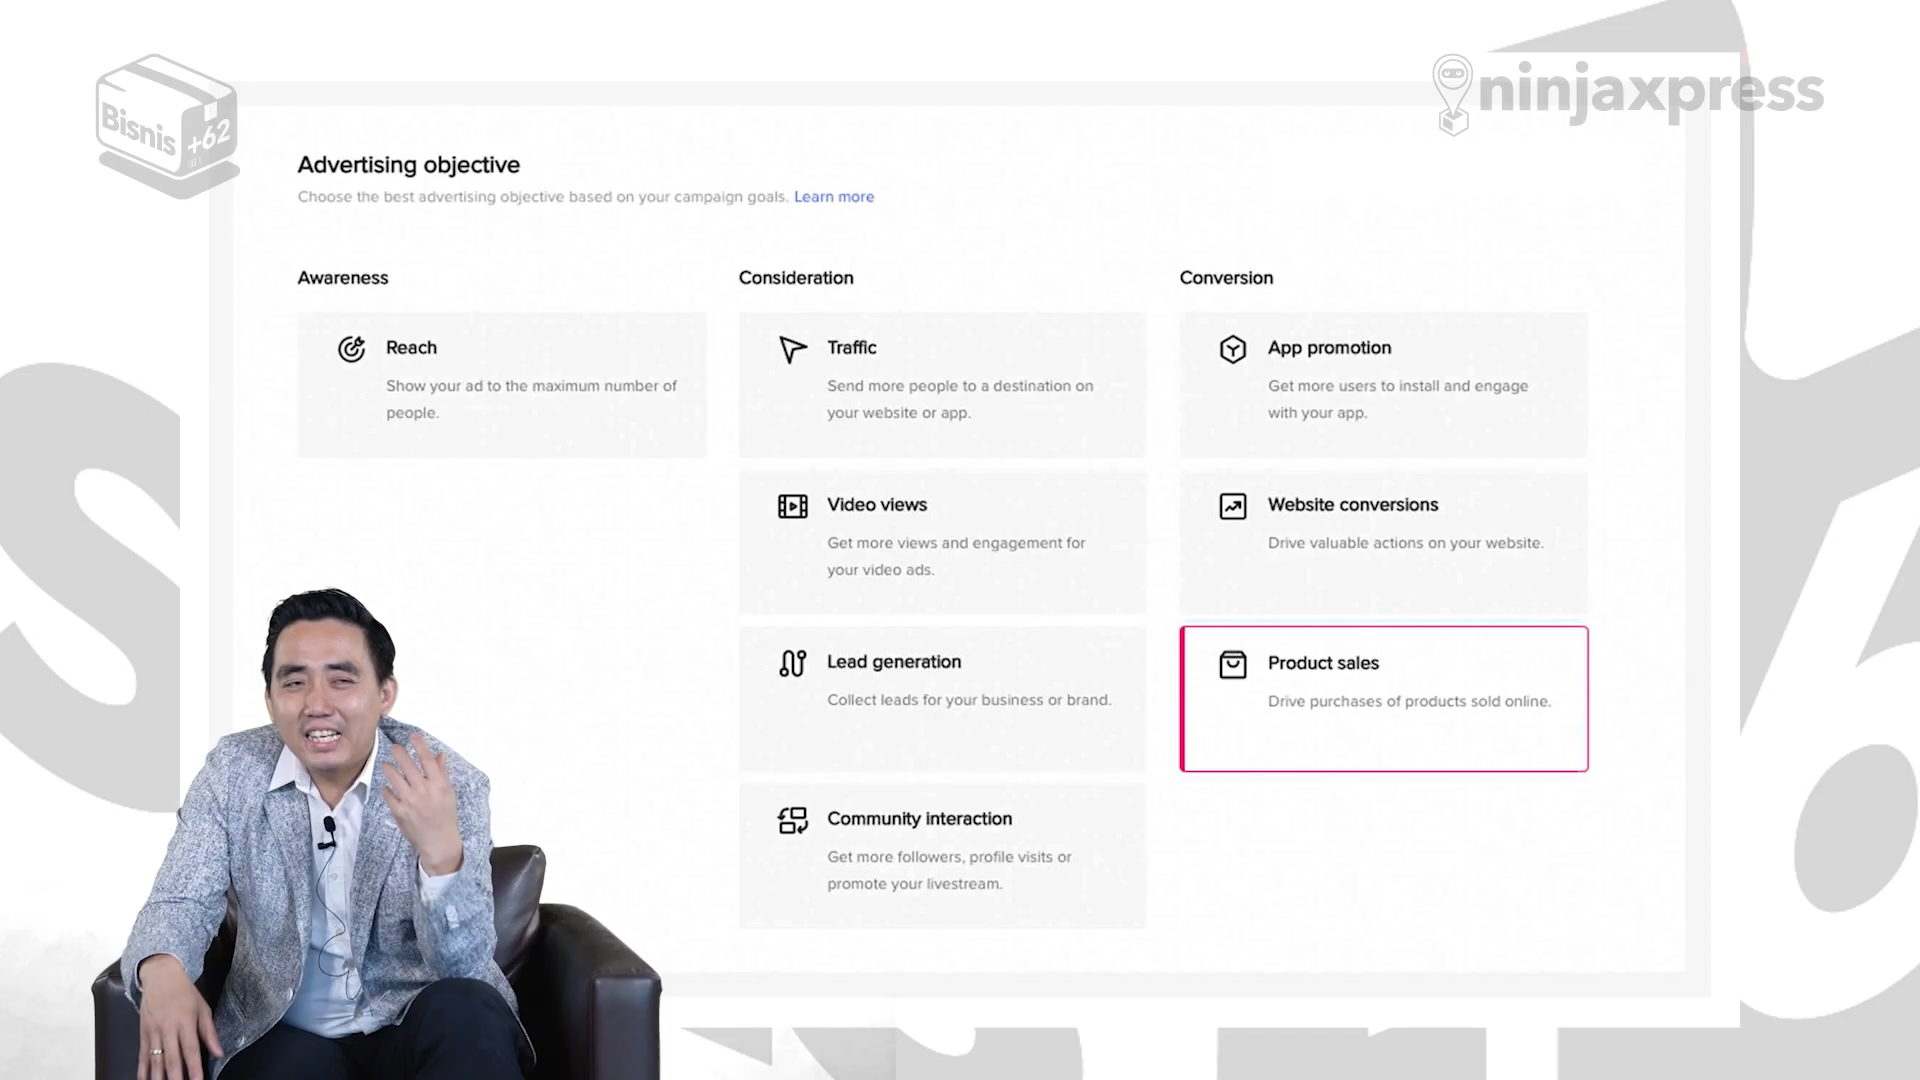 Bisnis
+62
ninjaxpress
Advertising objective
Choose the best advertising objective based on your campaign goals. Learn more
Awareness
Reach
Show your ad to the maximum number of
people.
Consideration
Traffic
Send more people to a destination on
your website or app.
Video views
Get more views and engagement for
your video ads.
Lead generation
Collect leads for your business or brand.
Community interaction
Get more followers, profile visits or
promote your livestream.
Conversion
App promotion
Get more users to install and engage
with your app.
Website conversions
Drive valuable actions on your website.
Product sales
Drive purchases of products sold online.